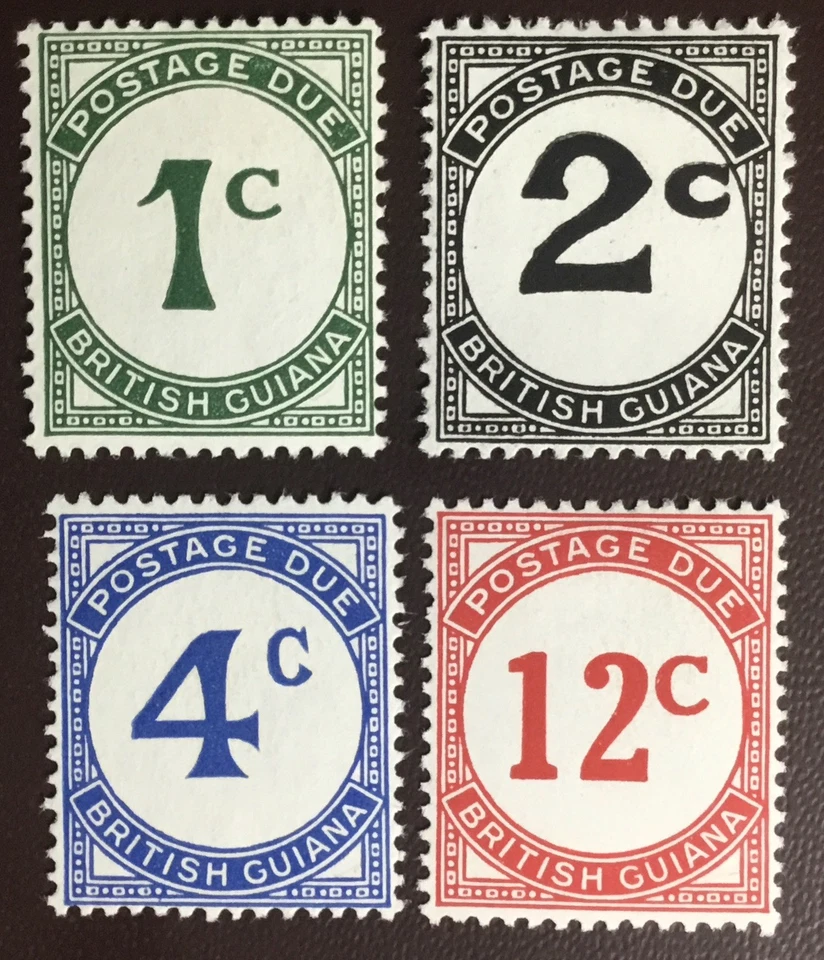 POSTAGE DUE
1c
BRITISH GUIANA
POSTAGE DUE
2c
BRITISH GUIANA
POSTAGE DUE
4c
BRITISH GUIANA
POSTAGE DUE
12c
BRITISH GUIANA